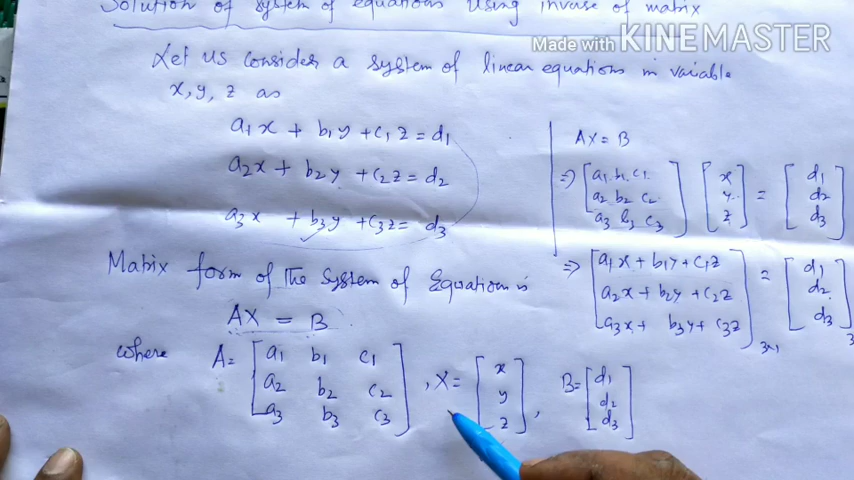 Solution of system of equations using inverse of matrix
Made with KINEMASTER
Let us consider a system of linear equations in variable
x, y, z as
a1x + b1y + c1z = d1
a2x + b2y + c2z = d2
a3x + b3y + c3z = d3
Matrix form of the system of Equations is
AX = B
where A = [a1 b1 c1
a2 b2 c2
a3 b3 c3]
, X = [x
y
z] ,
B = [d1
d2
d3]
AX = B
⇒ [a1 b1 c1
a2 b2 c2
a3 b3 c3] [x
y
z] = [d1
d2
d3]
⇒ [a1x + b1y + c1z
a2x + b2y + c2z
a3x + b3y + c3z] 3x1 = [d1
d2
d3]